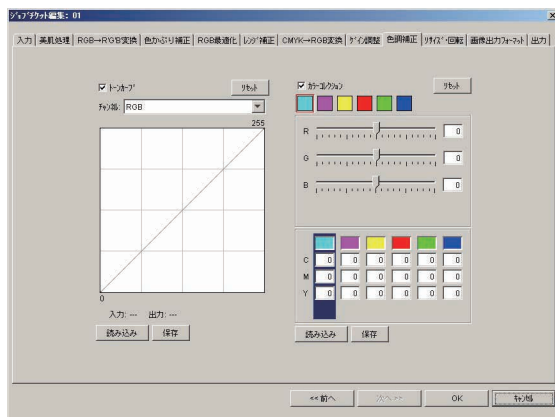 ｼﾞｮﾌﾞﾁｹｯﾄ編集: 01
入力 美肌処理 RGB→R'G'B'変換 色かぶり補正 RGB最適化 ﾚﾝｼﾞ補正 CMYK→RGB変換 ｹﾞｲﾝ調整 色調補正 ﾘｻｲｽﾞ・回転 画像出力ﾌｫｰﾏｯﾄ 出力
ﾄｰﾝｶｰﾌﾞ ﾘｾｯﾄ
ﾁｬﾝﾈﾙ: RGB
255
0
入力: --- 出力: ---
読み込み 保存
ｶﾗｰｺﾚｸｼｮﾝ ﾘｾｯﾄ
R 0
G 0
B 0
C 0 0 0 0 0 0
M 0 0 0 0 0 0
Y 0 0 0 0 0 0
読み込み 保存
<<前へ 次へ>> OK ｷｬﾝｾﾙ